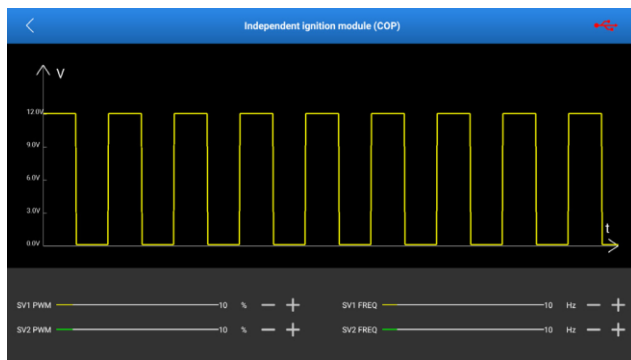 Independent ignition module (COP)
V
12.0V
9.0V
6.0V
3.0V
0.0V
t
SV1 PWM 10 % SV1 FREQ 10 Hz
SV2 PWM 10 % SV2 FREQ 10 Hz